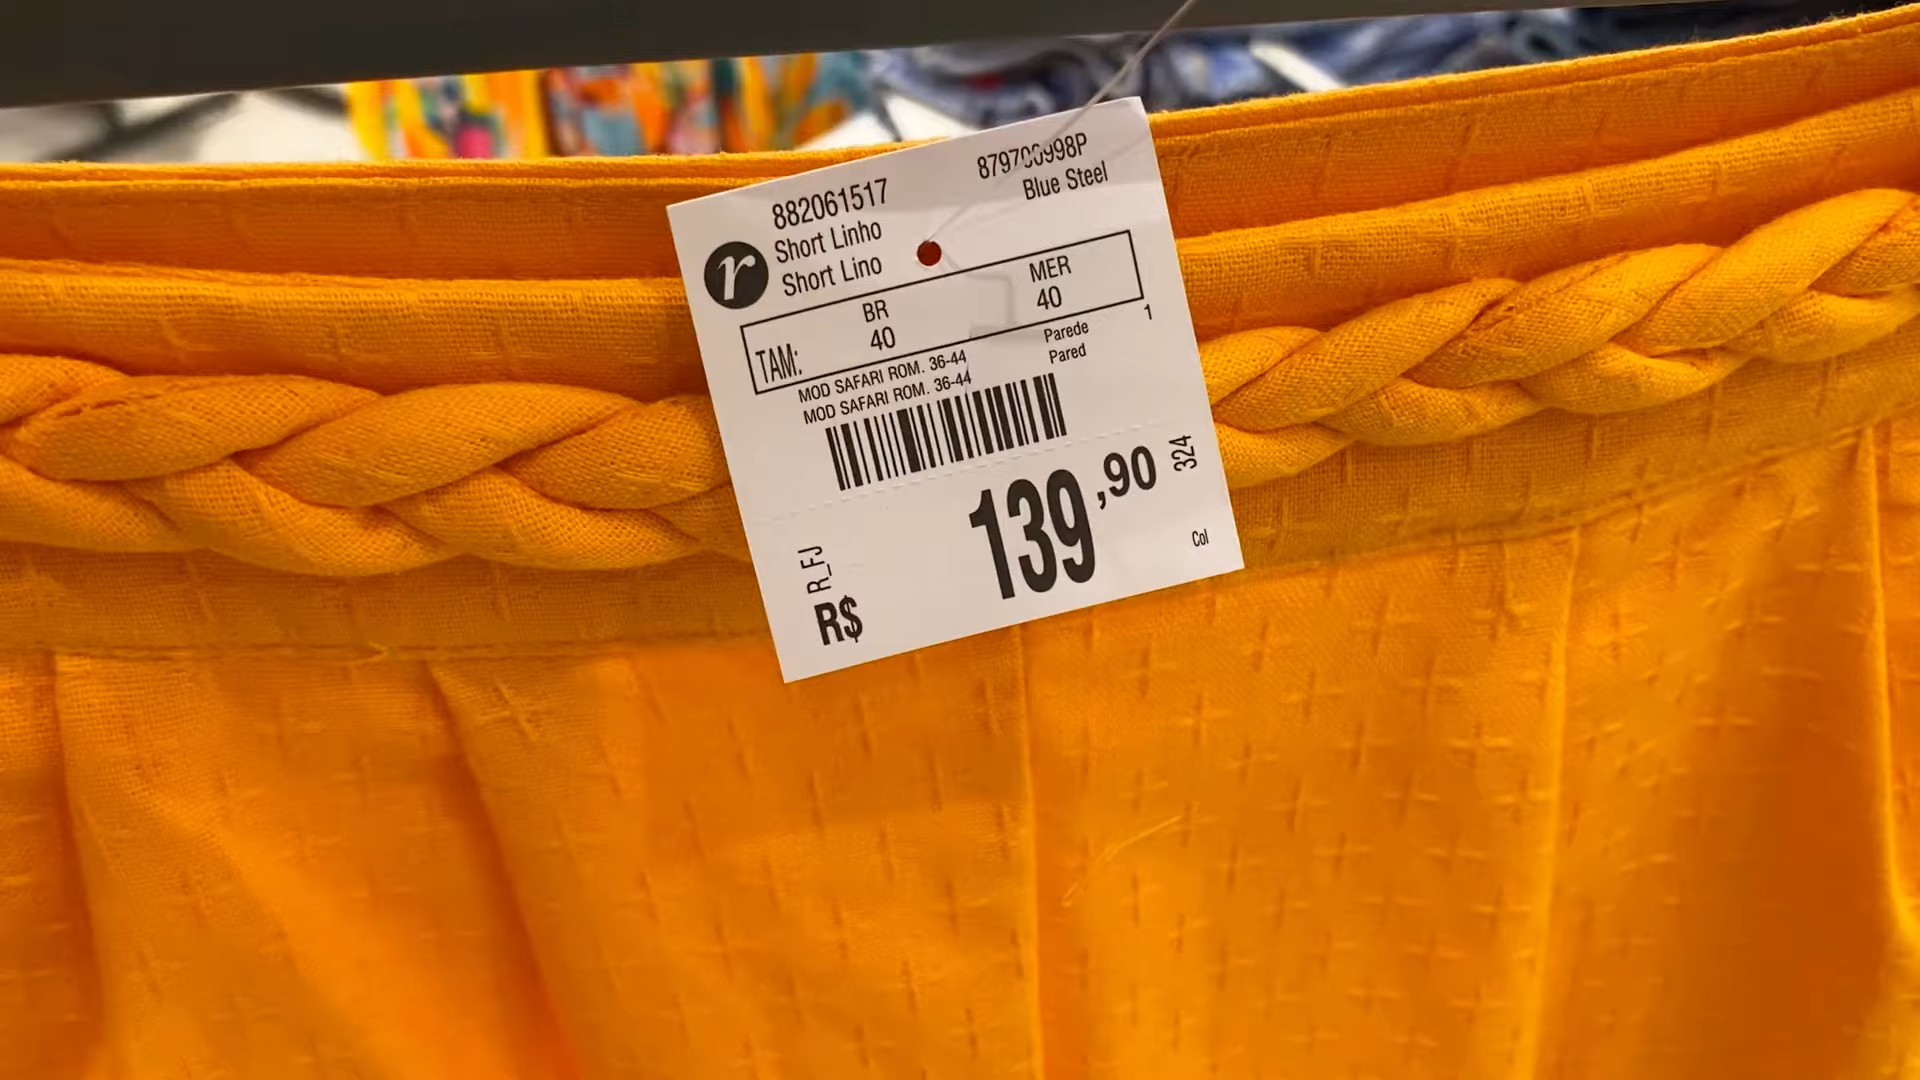 882061517
879700998P
Short Linho
Blue Steel
Short Lino
r
BR
MER
TAM:
40
40
MOD SAFARI ROM. 36-44
Parede
1
MOD SAFARI ROM. 36-44
Pared
139,90
324
R_FJ
R$
Col